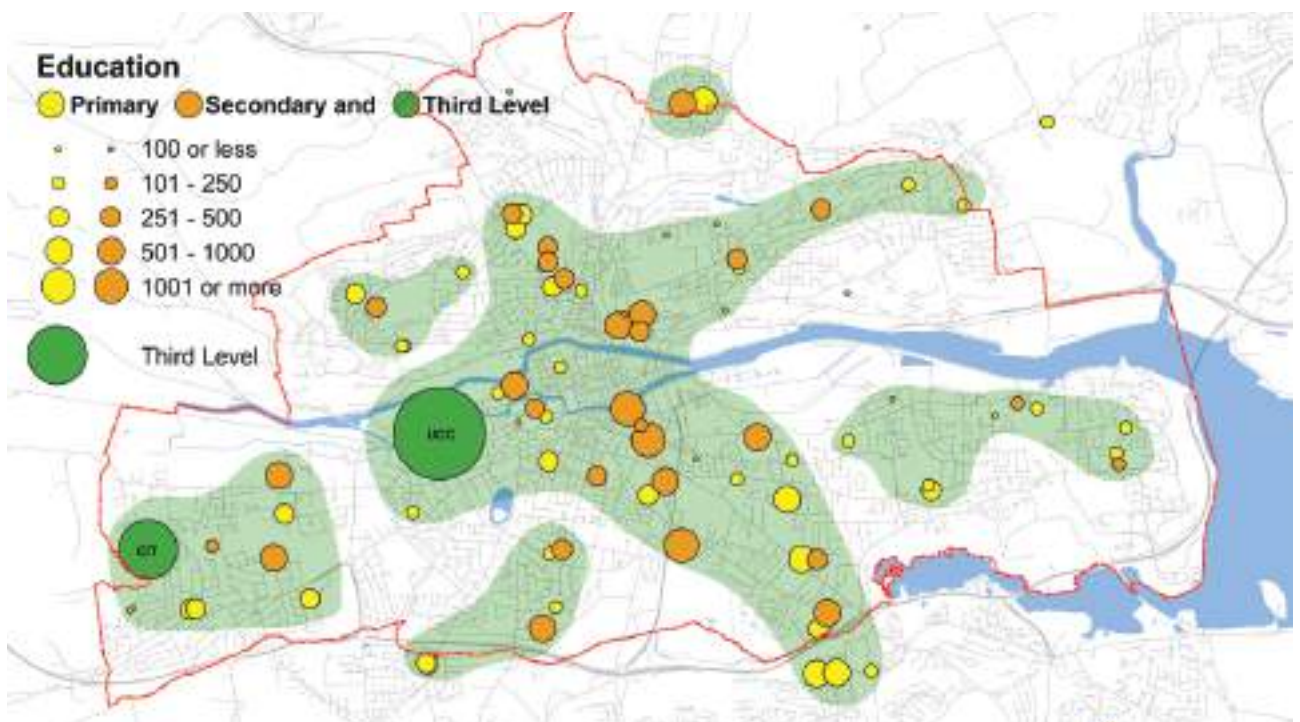 Education
Primary Secondary and Third Level
100 or less
101 - 250
251 - 500
501 - 1000
1001 or more
Third Level
UCC
CIT